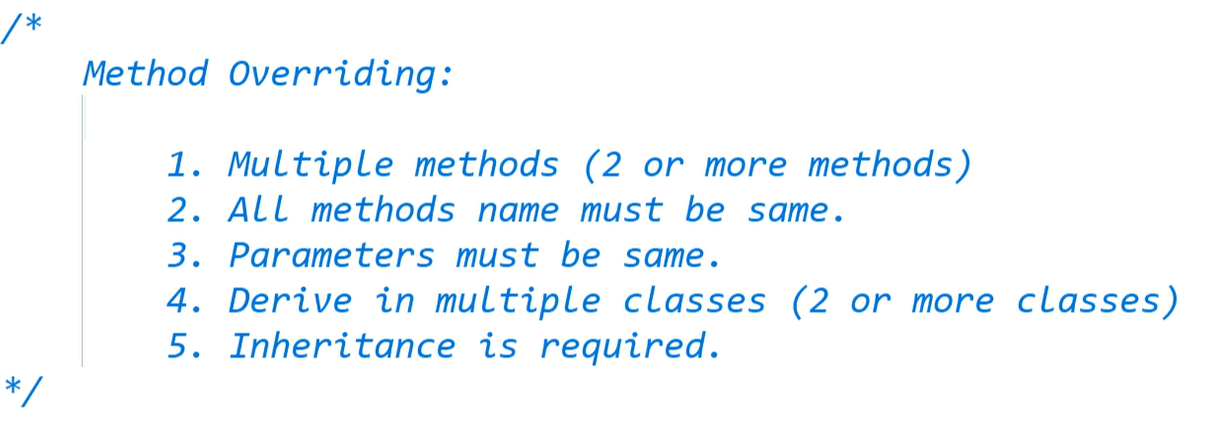 /*
Method Overriding:
1. Multiple methods (2 or more methods)
2. All methods name must be same.
3. Parameters must be same.
4. Derive in multiple classes (2 or more classes)
5. Inheritance is required.
*/